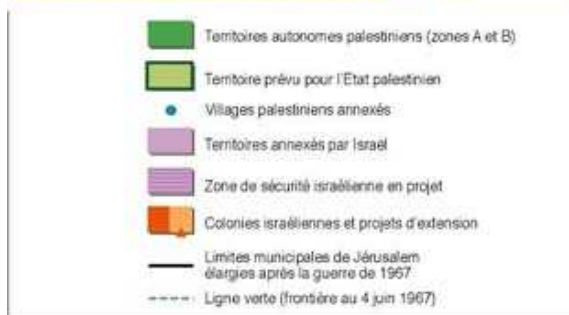 Territoires autonomes palestiniens (zones A et B)
Territoire prévu pour l'Etat palestinien
Villages palestiniens annexés
Territoires annexés par Israël
Zone de sécurité israélienne en projet
Colonies israéliennes et projets d'extension
Limites municipales de Jérusalem
élargies après la guerre de 1967
Ligne verte (frontière au 4 juin 1967)